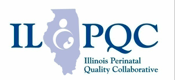 IL PQC
Illinois Perinatal
Quality Collaborative